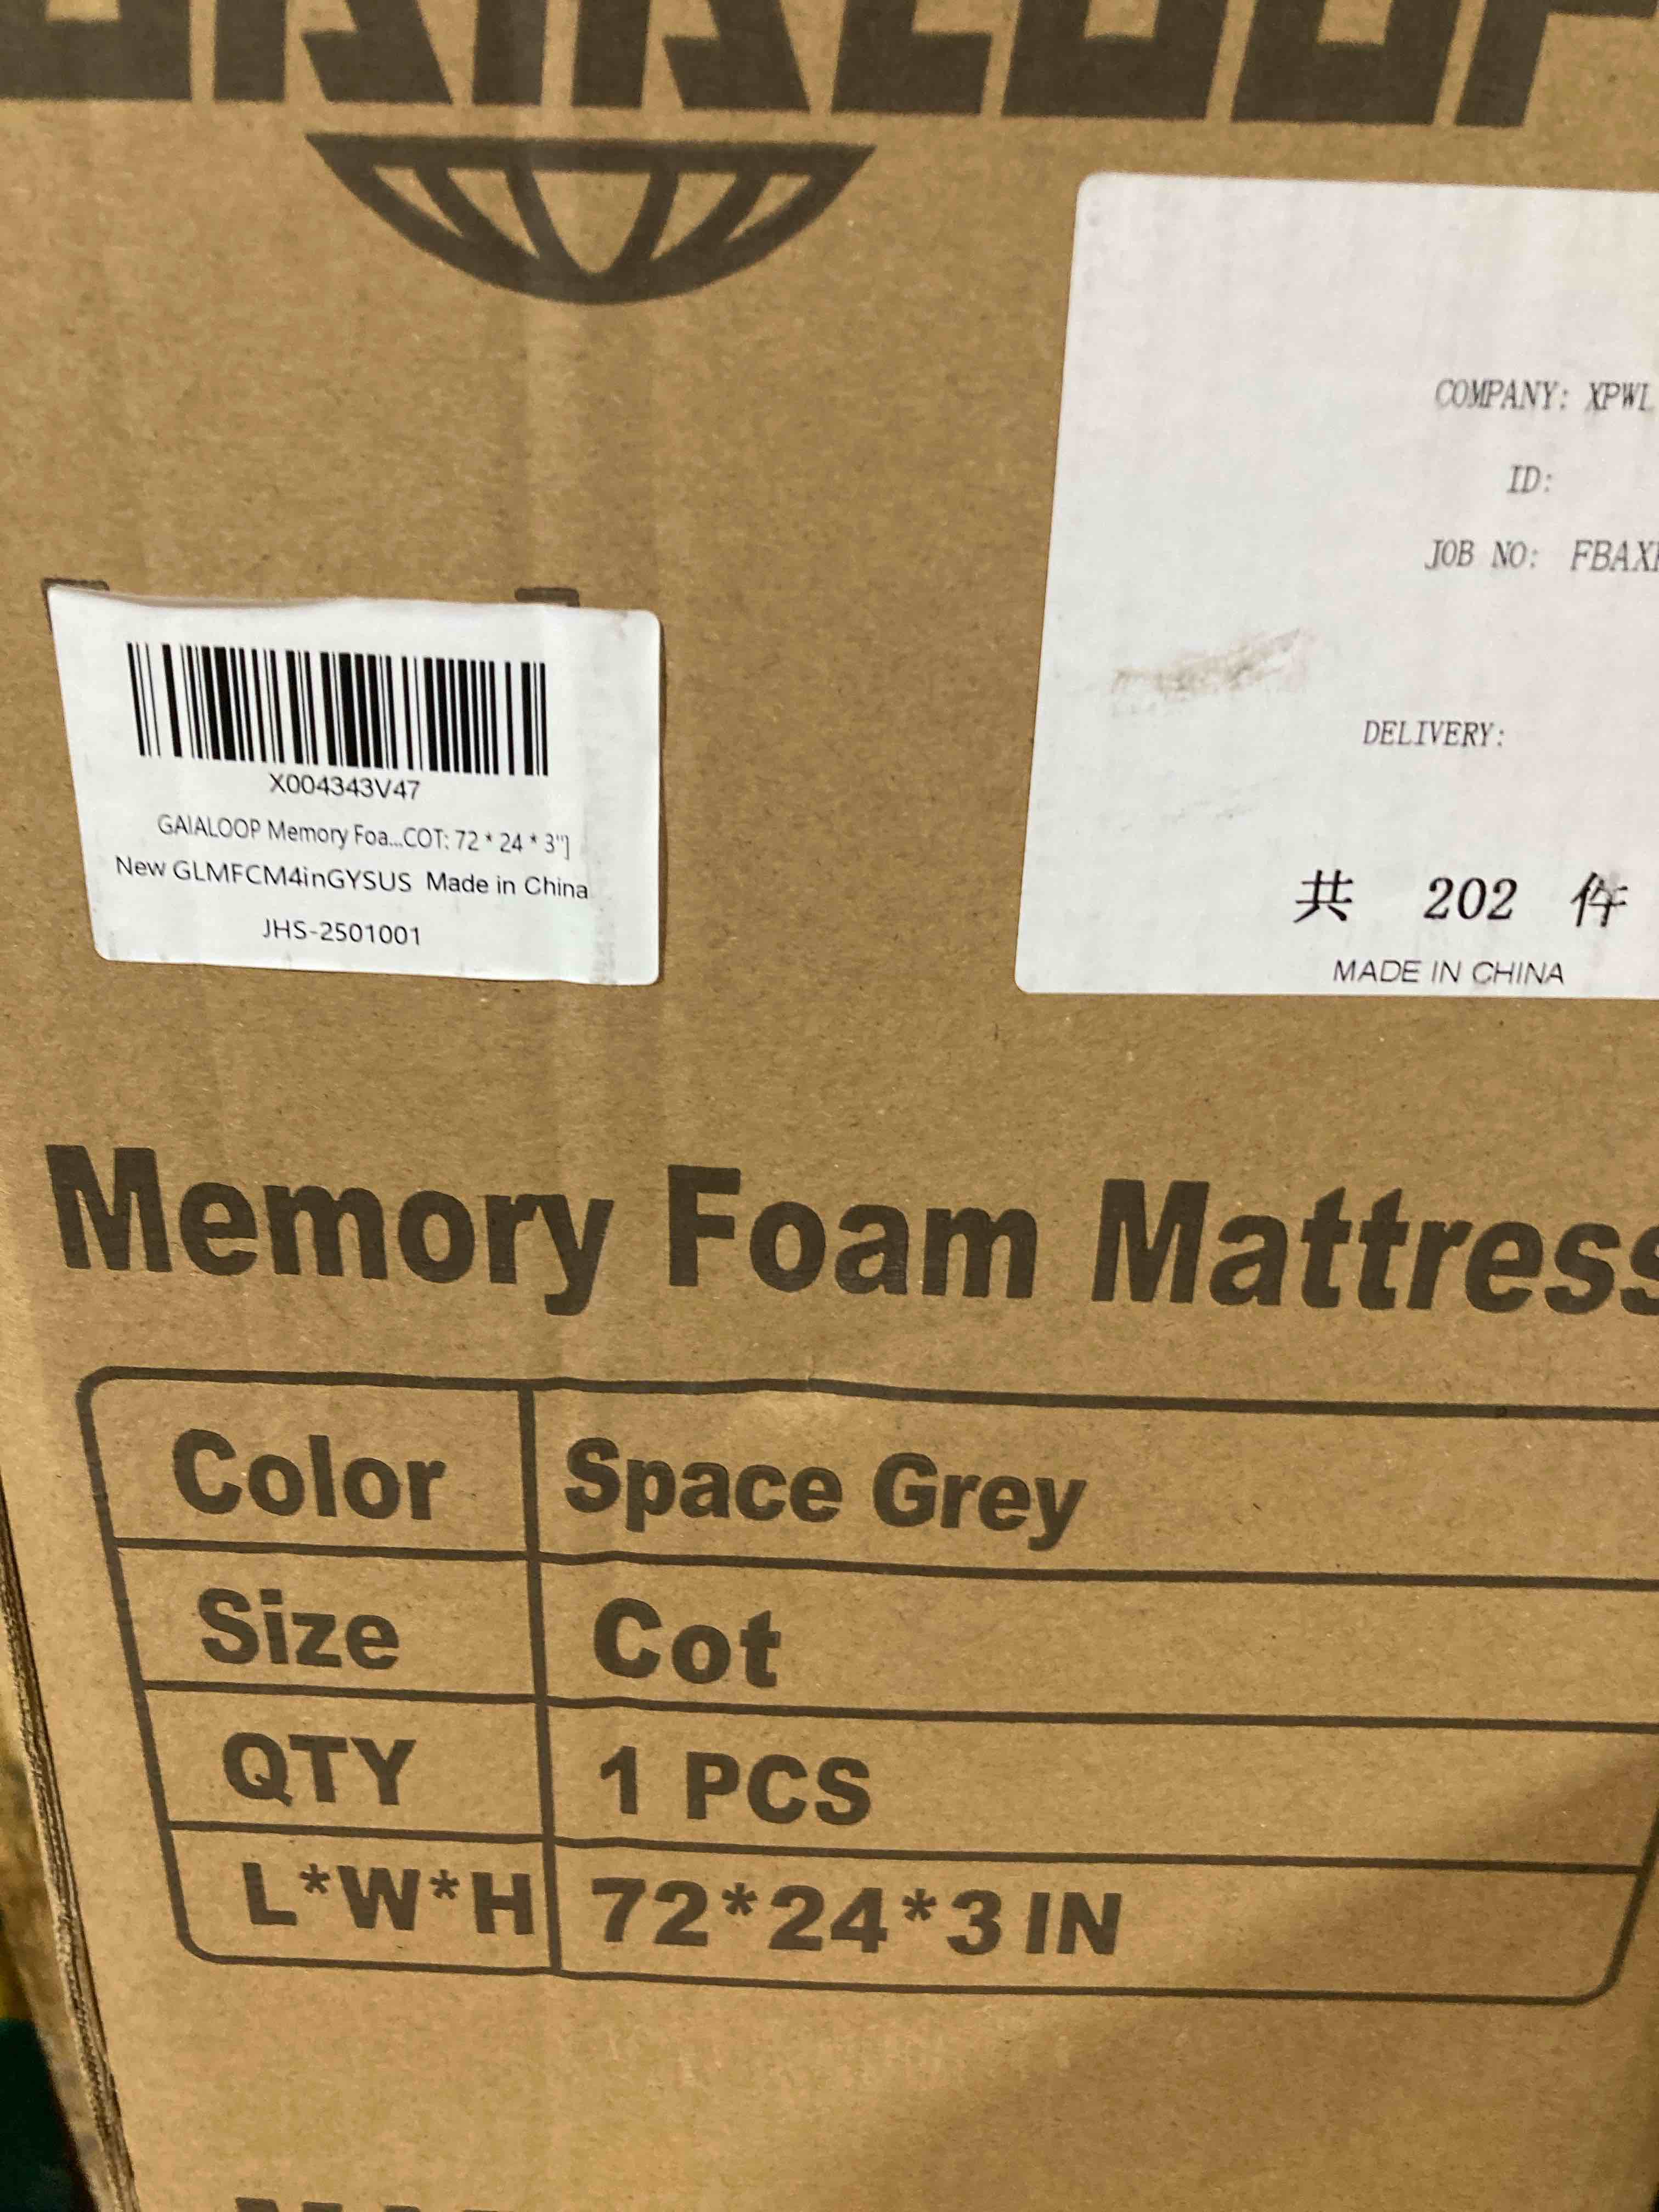 GAIALOOP
COMPANY: XPWL
ID:
JOB NO: FBAX
DELIVERY:
共 202 件
MADE IN CHINA
X004343V47
GAIALOOP Memory Foa...COT: 72 * 24 * 3"]
New GLMFCM4inGYSUS Made in China
JHS-2501001
Memory Foam Mattress
Color Space Grey
Size Cot
QTY 1 PCS
L*W*H 72*24*3 IN